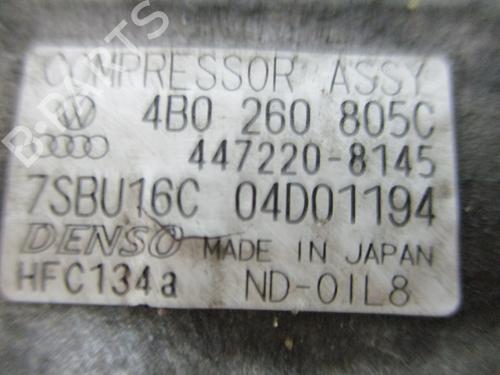 COMPRESSOR ASSY
4B0 260 805C
447220-8145
7SBU16C 04D01194
DENSO MADE IN JAPAN
HFC134a ND-OIL8
B-PARTS